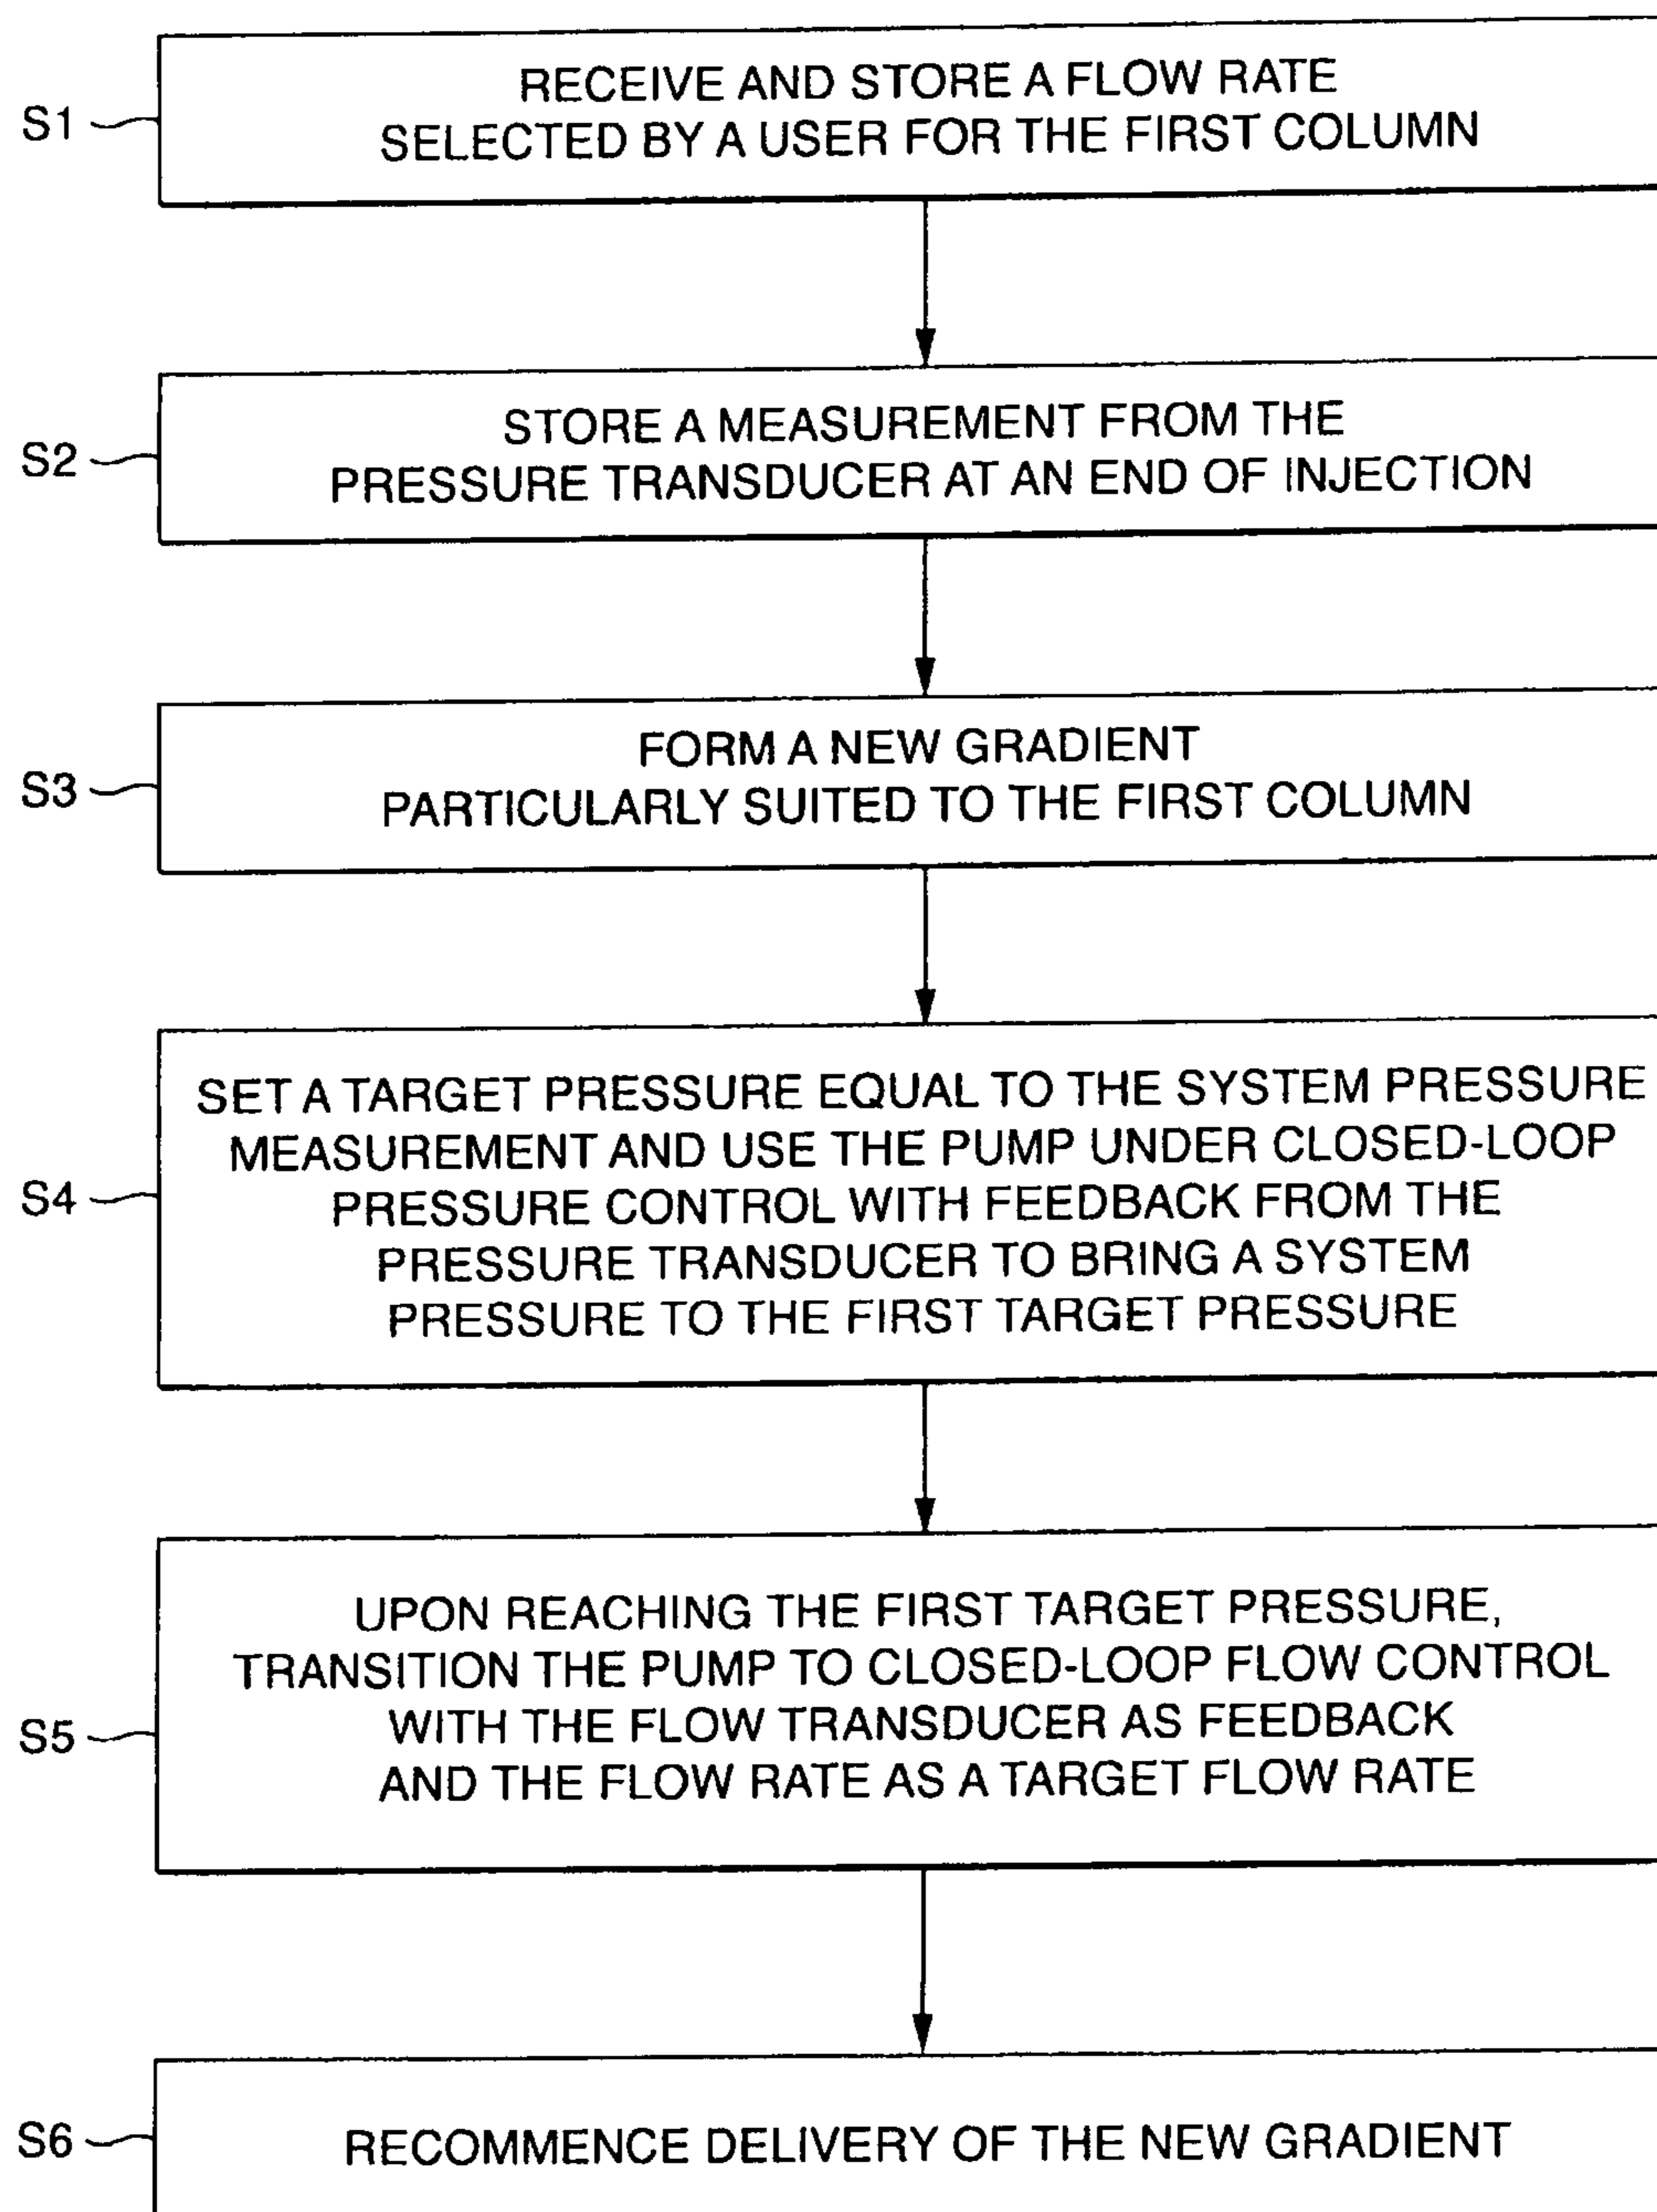 S1
RECEIVE AND STORE A FLOW RATE
SELECTED BY A USER FOR THE FIRST COLUMN
S2
STORE A MEASUREMENT FROM THE
PRESSURE TRANSDUCER AT AN END OF INJECTION
S3
FORM A NEW GRADIENT
PARTICULARLY SUITED TO THE FIRST COLUMN
S4
SET A TARGET PRESSURE EQUAL TO THE SYSTEM PRESSURE
MEASUREMENT AND USE THE PUMP UNDER CLOSED-LOOP
PRESSURE CONTROL WITH FEEDBACK FROM THE
PRESSURE TRANSDUCER TO BRING A SYSTEM
PRESSURE TO THE FIRST TARGET PRESSURE
S5
UPON REACHING THE FIRST TARGET PRESSURE,
TRANSITION THE PUMP TO CLOSED-LOOP FLOW CONTROL
WITH THE FLOW TRANSDUCER AS FEEDBACK
AND THE FLOW RATE AS A TARGET FLOW RATE
S6
RECOMMENCE DELIVERY OF THE NEW GRADIENT